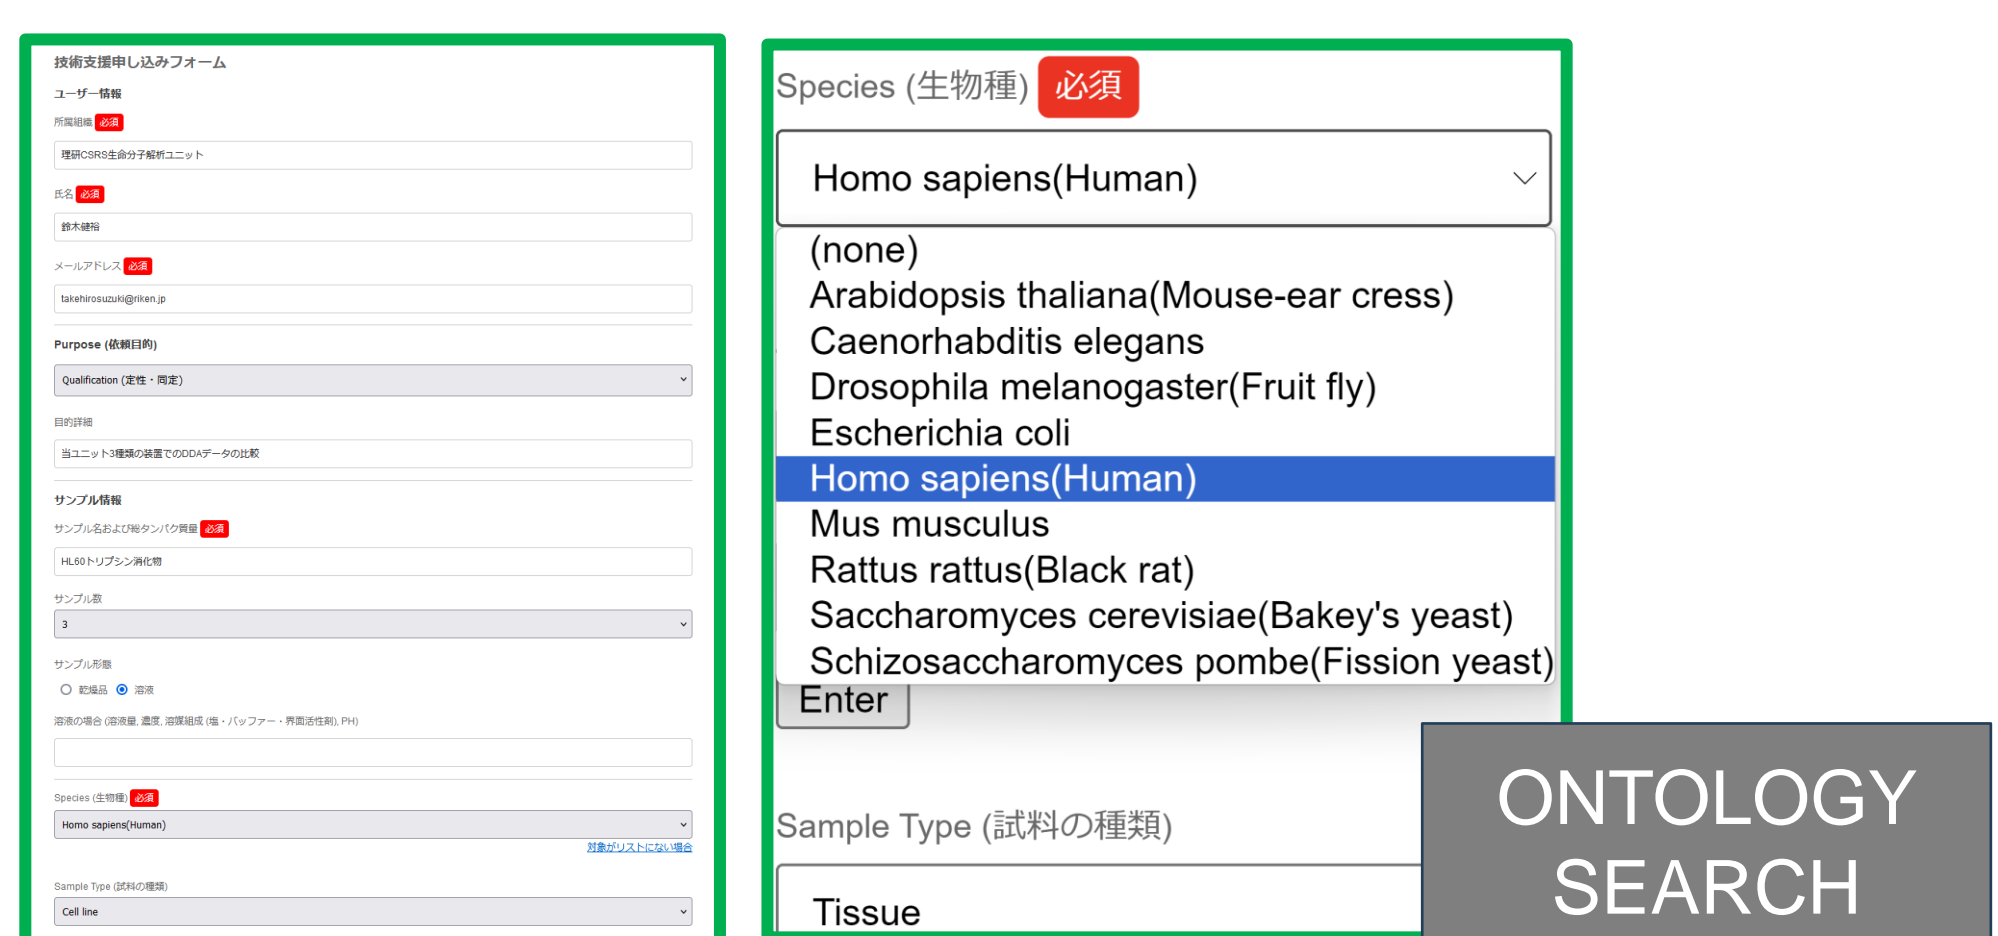 技術支援申し込みフォーム
ユーザー情報
所属組織 必須
理研CSRS生命分子解析ユニット
氏名 必須
鈴木健裕
メールアドレス 必須
takehirosuzuki@riken.jp
Purpose (依頼目的)
Qualification (定性・同定)
目的詳細
当ユニット3種類の装置でのDDAデータの比較
サンプル情報
サンプル名および総タンパク質量 必須
HL60トリプシン消化物
サンプル数
3
サンプル形態
乾燥品 溶液
溶液の場合 (溶液量, 濃度, 溶媒組成 (塩・バッファー・界面活性剤), PH)
Species (生物種) 必須
Homo sapiens(Human)
対象がリストにない場合
Sample Type (試料の種類)
Cell line
Species (生物種) 必須
Homo sapiens(Human)
(none)
Arabidopsis thaliana(Mouse-ear cress)
Caenorhabditis elegans
Drosophila melanogaster(Fruit fly)
Escherichia coli
Homo sapiens(Human)
Mus musculus
Rattus rattus(Black rat)
Saccharomyces cerevisiae(Bakey's yeast)
Schizosaccharomyces pombe(Fission yeast)
Enter
Sample Type (試料の種類)
Tissue
ONTOLOGY
SEARCH